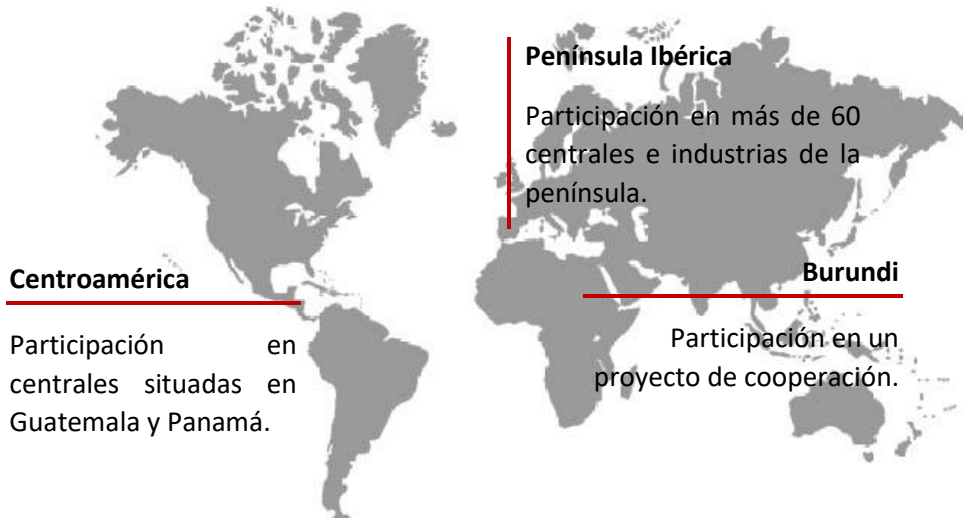 Península Ibérica
Participación en más de 60
centrales e industrias de la
península.
Centroamérica
Participación en
centrales situadas en
Guatemala y Panamá.
Burundi
Participación en un
proyecto de cooperación.